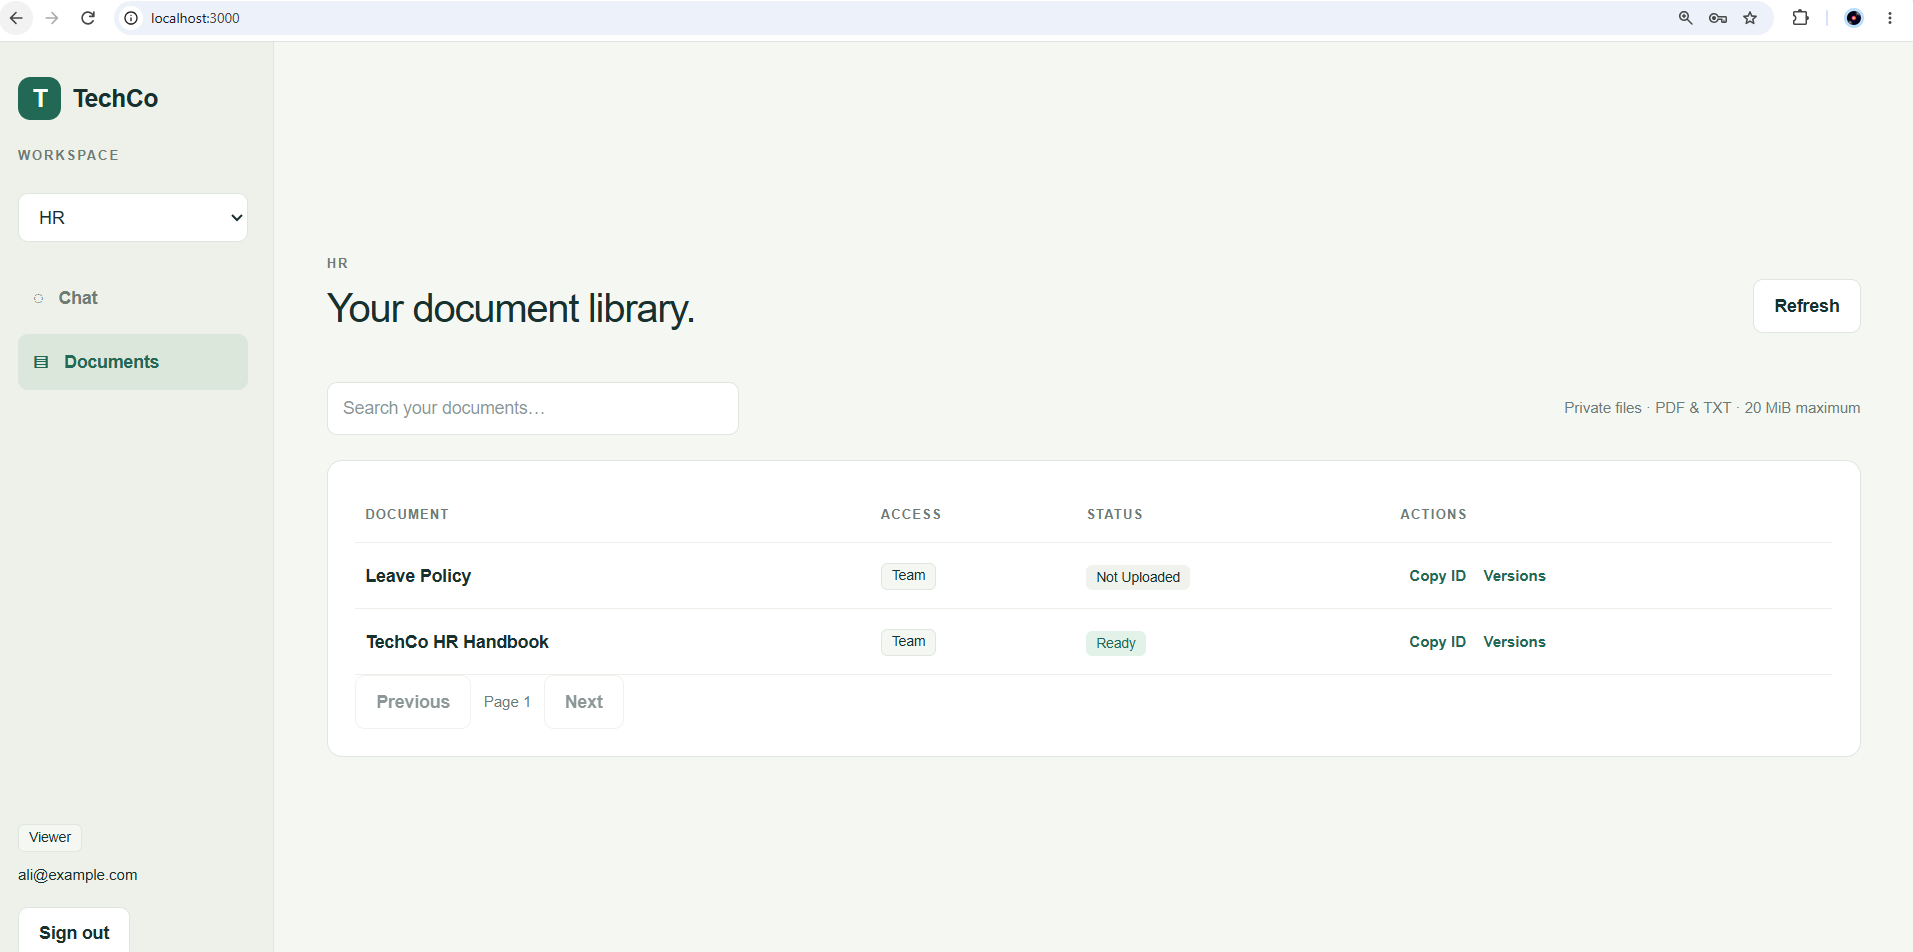 localhost:3000
T TechCo
WORKSPACE
HR
Chat
Documents
Viewer
ali@example.com
Sign out
HR
Your document library.
Refresh
Search your documents…
Private files · PDF & TXT · 20 MiB maximum
DOCUMENT ACCESS STATUS ACTIONS
Leave Policy Team Not Uploaded Copy ID Versions
TechCo HR Handbook Team Ready Copy ID Versions
Previous Page 1 Next